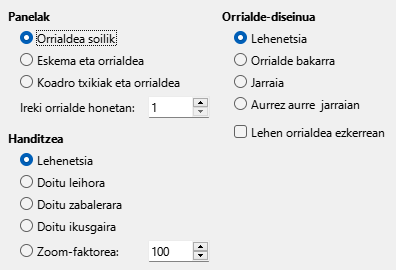 Panelak
Orrialdea soilik
Eskema eta orrialdea
Koadro txikiak eta orrialdea
Ireki orrialde honetan: 1
Handitzea
Lehenetsia
Doitu leihora
Doitu zabalerara
Doitu ikusgaira
Zoom-faktorea: 100
Orrialde-diseinua
Lehenetsia
Orrialde bakarra
Jarraia
Aurrez aurre jarraian
Lehen orrialdea ezkerrean